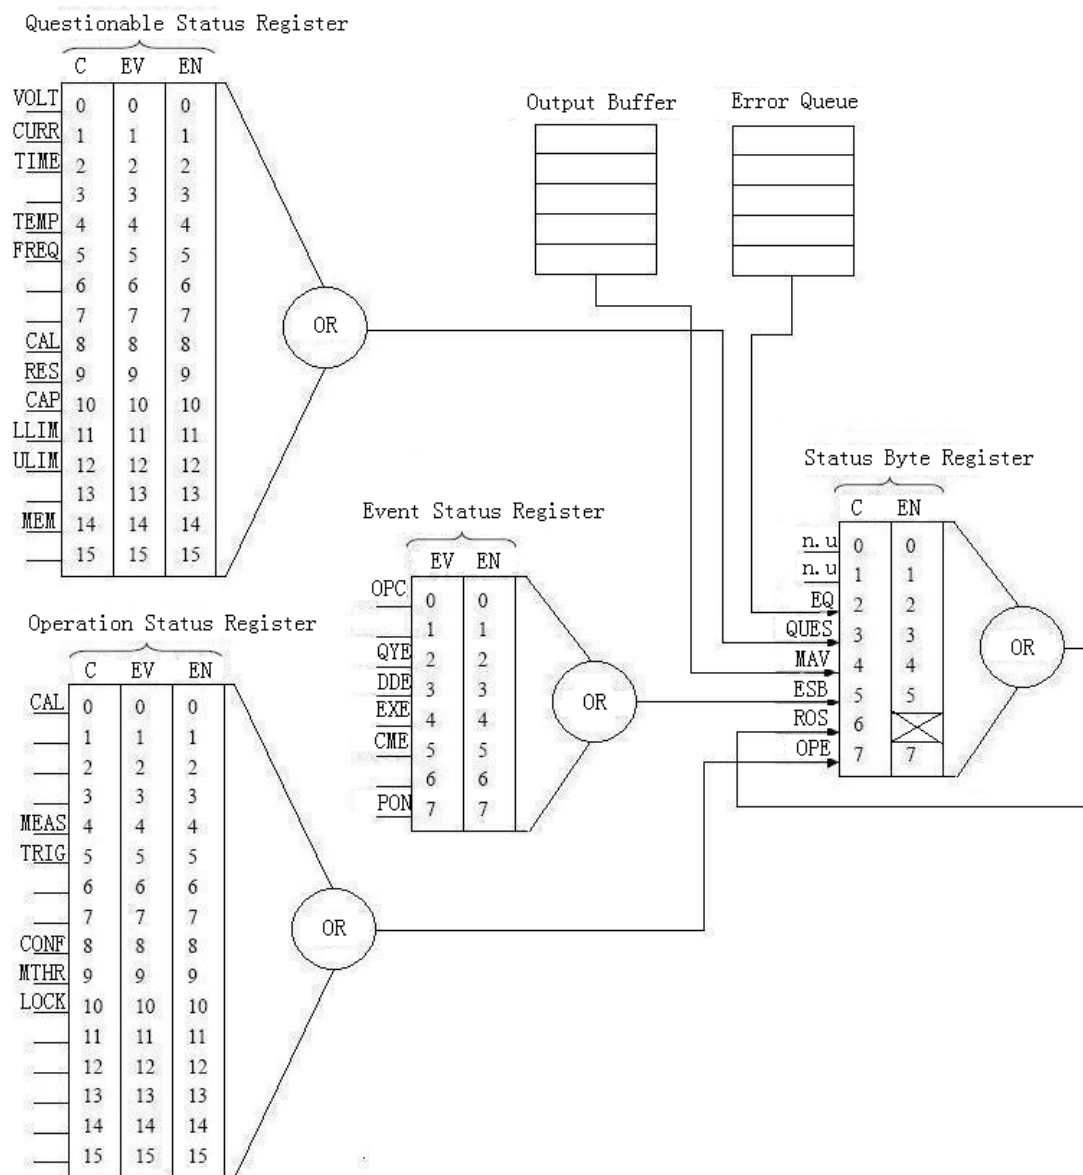 Questionable Status Register
C EV EN
VOLT 0 0 0
CURR 1 1 1
TIME 2 2 2
3 3 3
TEMP 4 4 4
FREQ 5 5 5
6 6 6
7 7 7
CAL 8 8 8
RES 9 9 9
CAP 10 10 10
LLIM 11 11 11
ULIM 12 12 12
13 13 13
MEM 14 14 14
15 15 15
OR
Output Buffer
Error Queue
Event Status Register
EV EN
OPC 0 0
1 1
QYE 2 2
DDE 3 3
EXE 4 4
CME 5 5
6 6
PON 7 7
OR
Status Byte Register
C EN
n.u 0 0
n.u 1 1
EQ 2 2
QUES 3 3
MAV 4 4
ESB 5 5
ROS 6
OPE 7 7
OR
Operation Status Register
C EV EN
CAL 0 0 0
1 1 1
2 2 2
3 3 3
MEAS 4 4 4
TRIG 5 5 5
6 6 6
7 7 7
CONF 8 8 8
MTHR 9 9 9
LOCK 10 10 10
11 11 11
12 12 12
13 13 13
14 14 14
15 15 15
OR